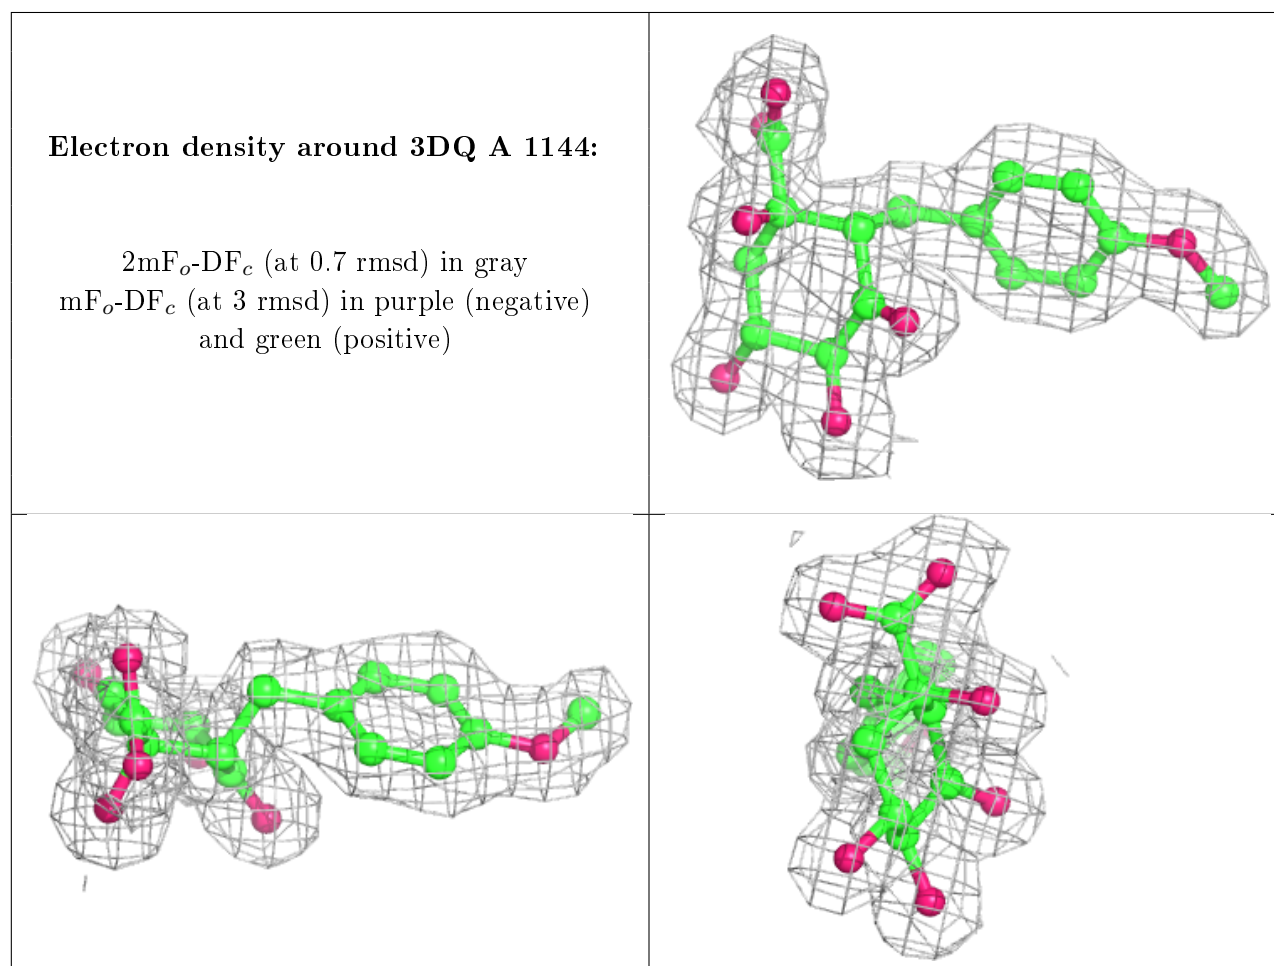 Electron density around 3DQ A 1144:
2mFo-DFc (at 0.7 rmsd) in gray
mFo-DFc (at 3 rmsd) in purple (negative)
and green (positive)